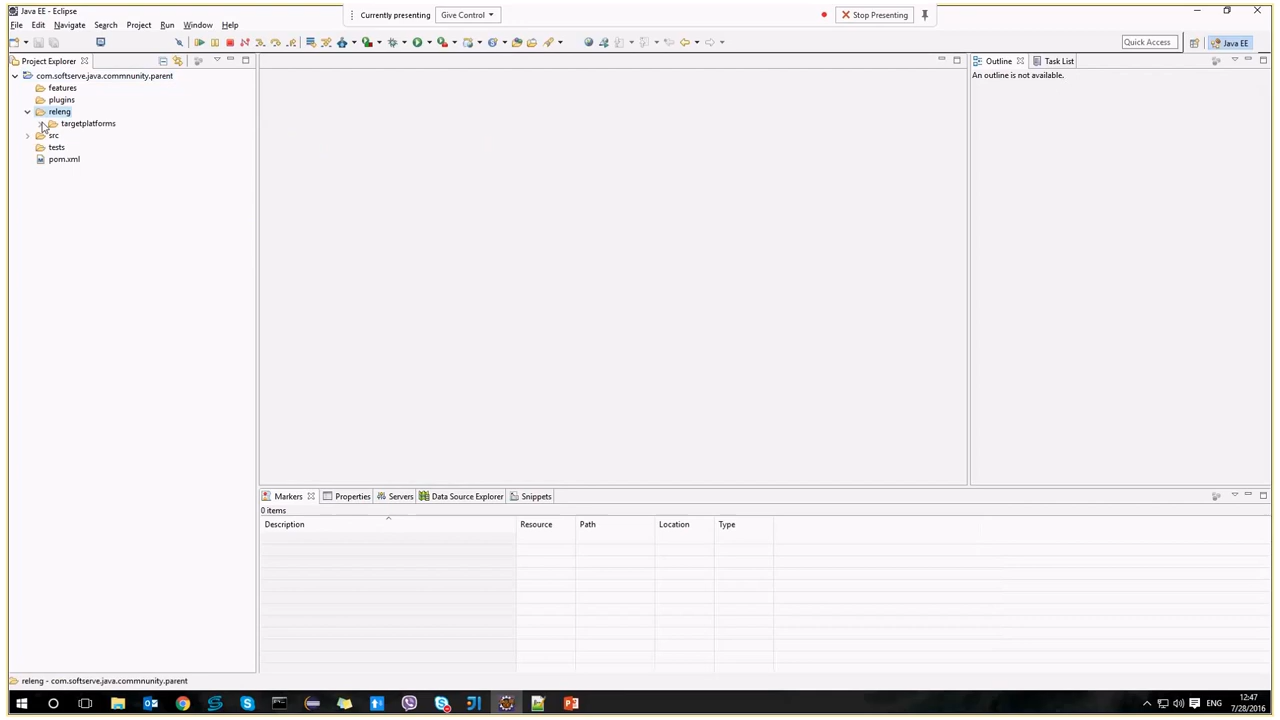 Java EE - Eclipse
Currently presenting
Give Control
Stop Presenting
File Edit Navigate Search Project Run Window Help
Quick Access
Java EE
Project Explorer
Outline
Task List
An outline is not available.
com.softserve.java.commnunity.parent
features
plugins
releng
targetplatforms
src
tests
pom.xml
Markers
Properties
Servers
Data Source Explorer
Snippets
0 items
Description
Resource
Path
Location
Type
releng - com.softserve.java.commnunity.parent
ENG
12:47
7/28/2016